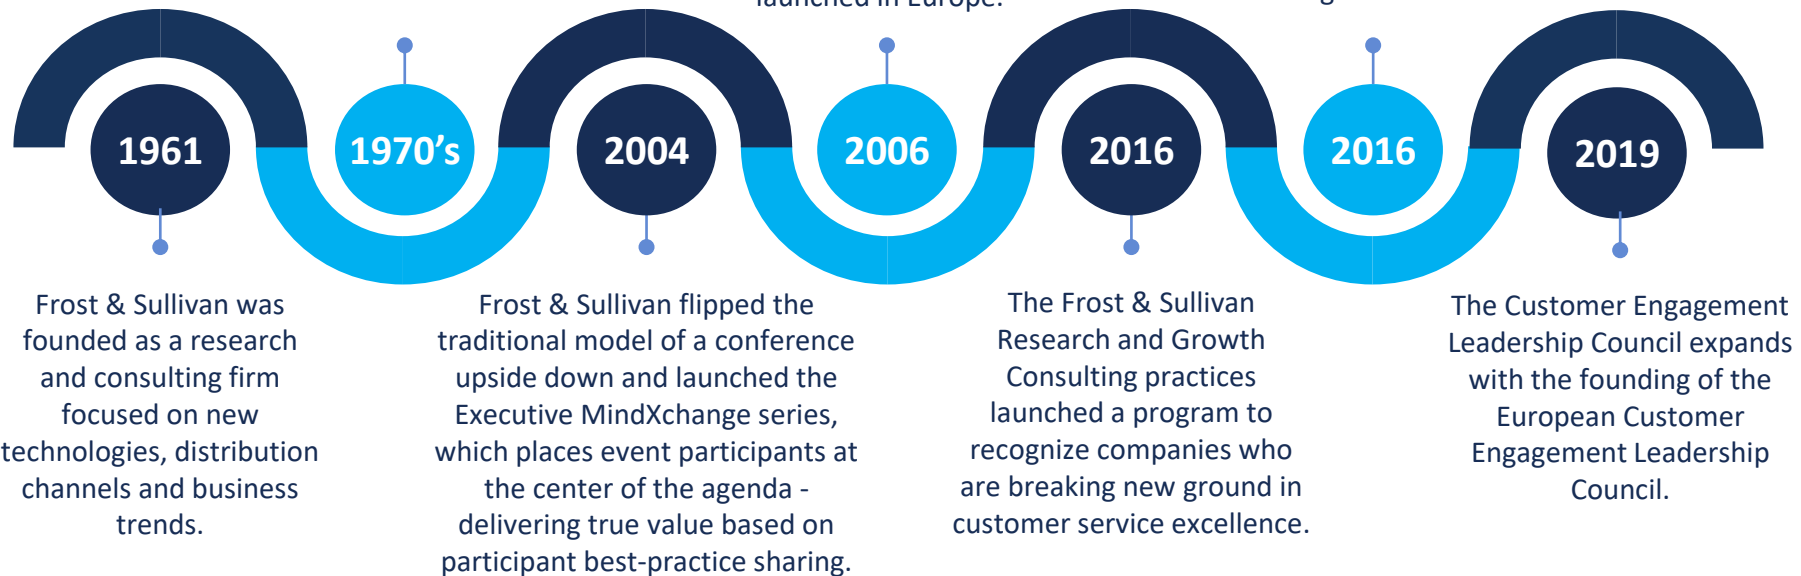 launched in Europe.
1961
1970's
2004
2006
2016
2016
2019
Frost & Sullivan was
founded as a research
and consulting firm
focused on new
technologies, distribution
channels and business
trends.
Frost & Sullivan flipped the
traditional model of a conference
upside down and launched the
Executive MindXchange series,
which places event participants at
the center of the agenda -
delivering true value based on
participant best-practice sharing.
The Frost & Sullivan
Research and Growth
Consulting practices
launched a program to
recognize companies who
are breaking new ground in
customer service excellence.
The Customer Engagement
Leadership Council expands
with the founding of the
European Customer
Engagement Leadership
Council.